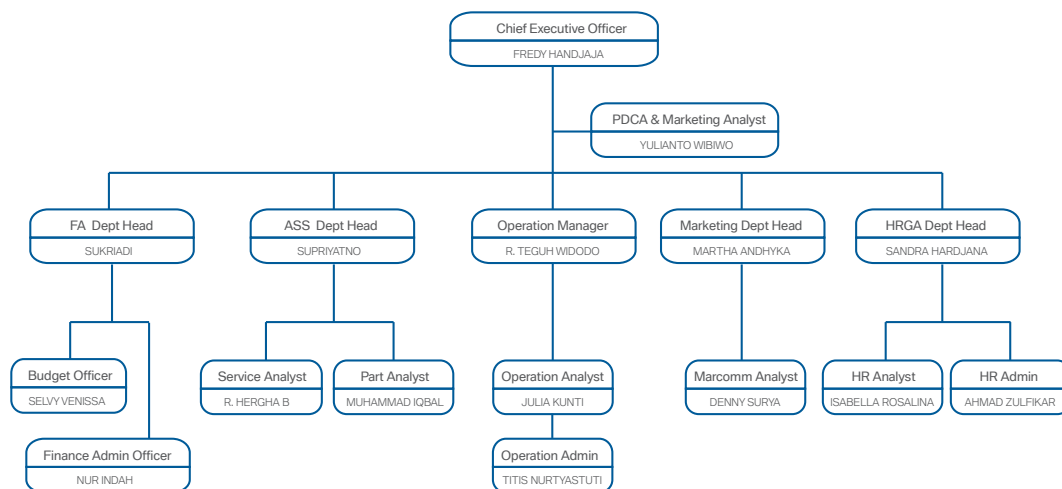 Chief Executive Officer
FREDY HANDJAJA
PDCA & Marketing Analyst
YULIANTO WIBIWO
FA Dept Head
SUKRIADI
ASS Dept Head
SUPRIYATNO
Operation Manager
R. TEGUH WIDODO
Marketing Dept Head
MARTHA ANDHYKA
HRGA Dept Head
SANDRA HARDJANA
Budget Officer
SELVY VENISSA
Service Analyst
R. HERGHA B
Part Analyst
MUHAMMAD IQBAL
Operation Analyst
JULIA KUNTI
Marcomm Analyst
DENNY SURYA
HR Analyst
ISABELLA ROSALINA
HR Admin
AHMAD ZULFIKAR
Finance Admin Officer
NUR INDAH
Operation Admin
TITIS NURTYASTUTI